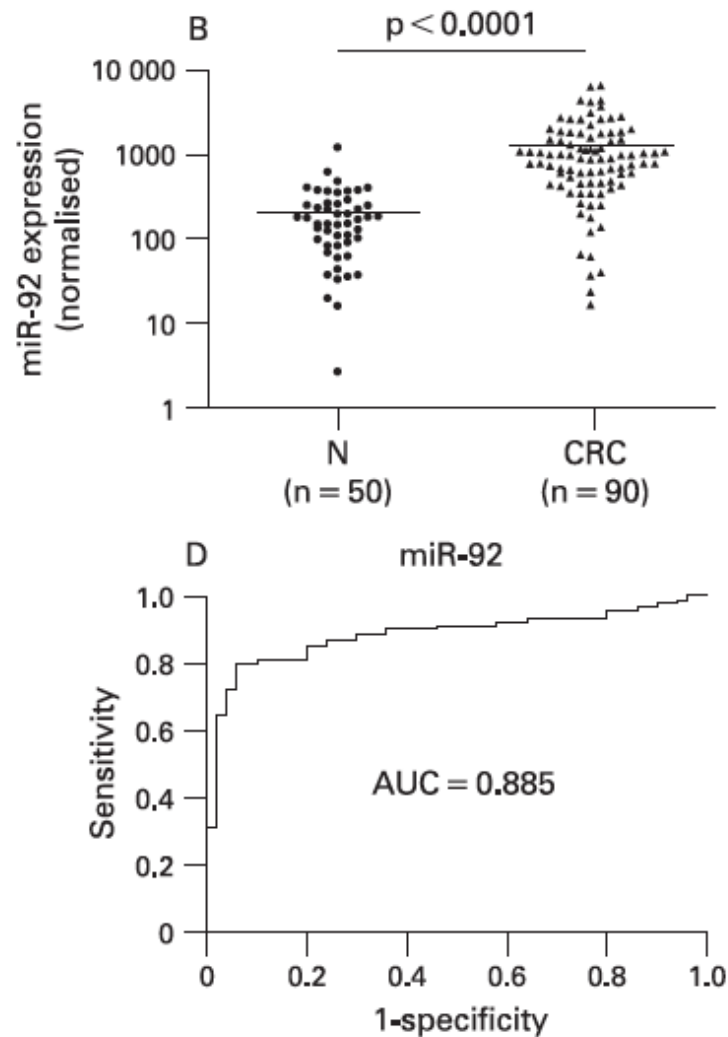 B
p < 0.0001
miR-92 expression
(normalised)
10 000
1000
100
10
1
N
(n = 50)
CRC
(n = 90)
D
miR-92
Sensitivity
1.0
0.8
0.6
0.4
0.2
0
AUC = 0.885
0 0.2 0.4 0.6 0.8 1.0
1-specificity